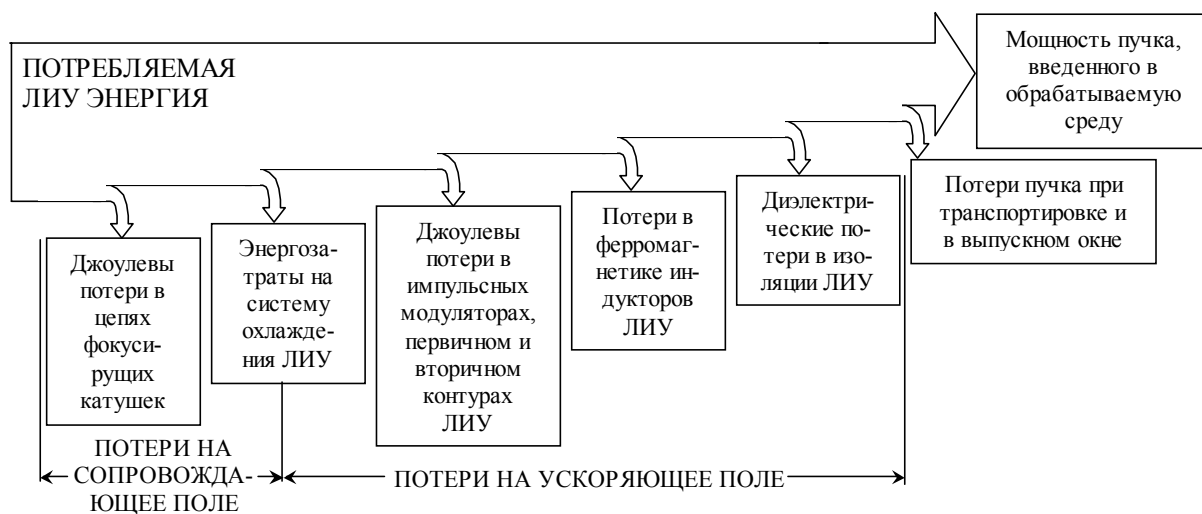 ПОТРЕБЛЯЕМАЯ
ЛИУ ЭНЕРГИЯ
Мощность пучка,
введенного в
обрабатываемую
среду
Джоулевы
потери в
цепях
фокуси-
рущих
катушек
Энергоза-
траты на
систему
охлажде-
ния ЛИУ
Джоулевы
потери в
импульсных
модуляторах,
первичном и
вторичном
контурах
ЛИУ
Потери в
ферромаг-
нетике ин-
дукторов
ЛИУ
Диэлектри-
ческие по-
тери в изо-
ляции ЛИУ
Потери пучка при
транспортировке и
в выпускном окне
ПОТЕРИ НА
СОПРОВОЖДА-
ЮЩЕЕ ПОЛЕ
ПОТЕРИ НА УСКОРЯЮЩЕЕ ПОЛЕ